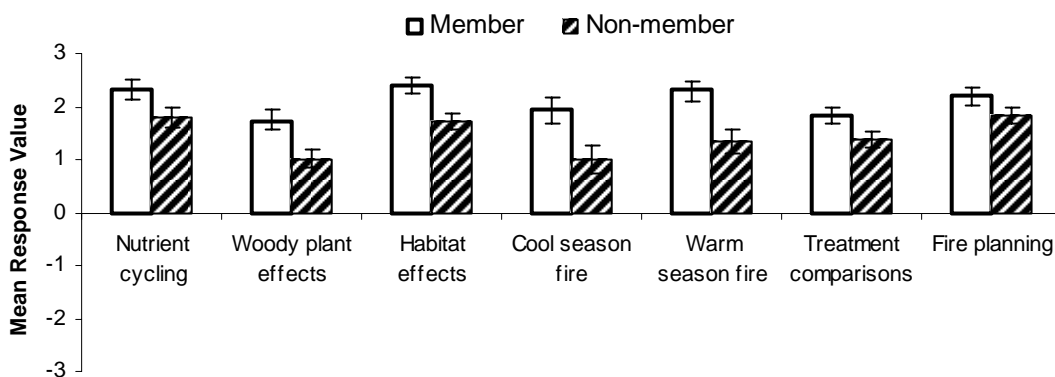 Member Non-member
3
2
1
0
-1
-2
-3
Mean Response Value
Nutrient
cycling
Woody plant
effects
Habitat
effects
Cool season
fire
Warm
season fire
Treatment
comparisons
Fire planning